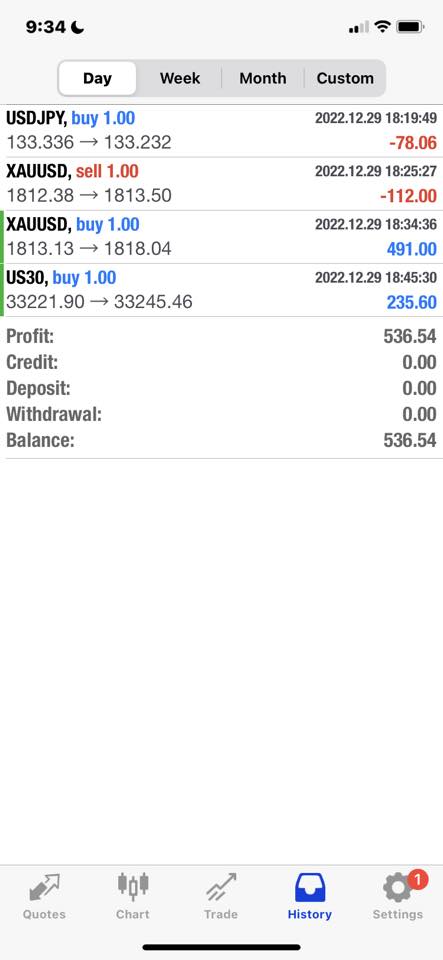 9:34
Day Week Month Custom
USDJPY, buy 1.00 2022.12.29 18:19:49
133.336 → 133.232 -78.06
XAUUSD, sell 1.00 2022.12.29 18:25:27
1812.38 → 1813.50 -112.00
XAUUSD, buy 1.00 2022.12.29 18:34:36
1813.13 → 1818.04 491.00
US30, buy 1.00 2022.12.29 18:45:30
33221.90 → 33245.46 235.60
Profit: 536.54
Credit: 0.00
Deposit: 0.00
Withdrawal: 0.00
Balance: 536.54
1
Quotes Chart Trade History Settings